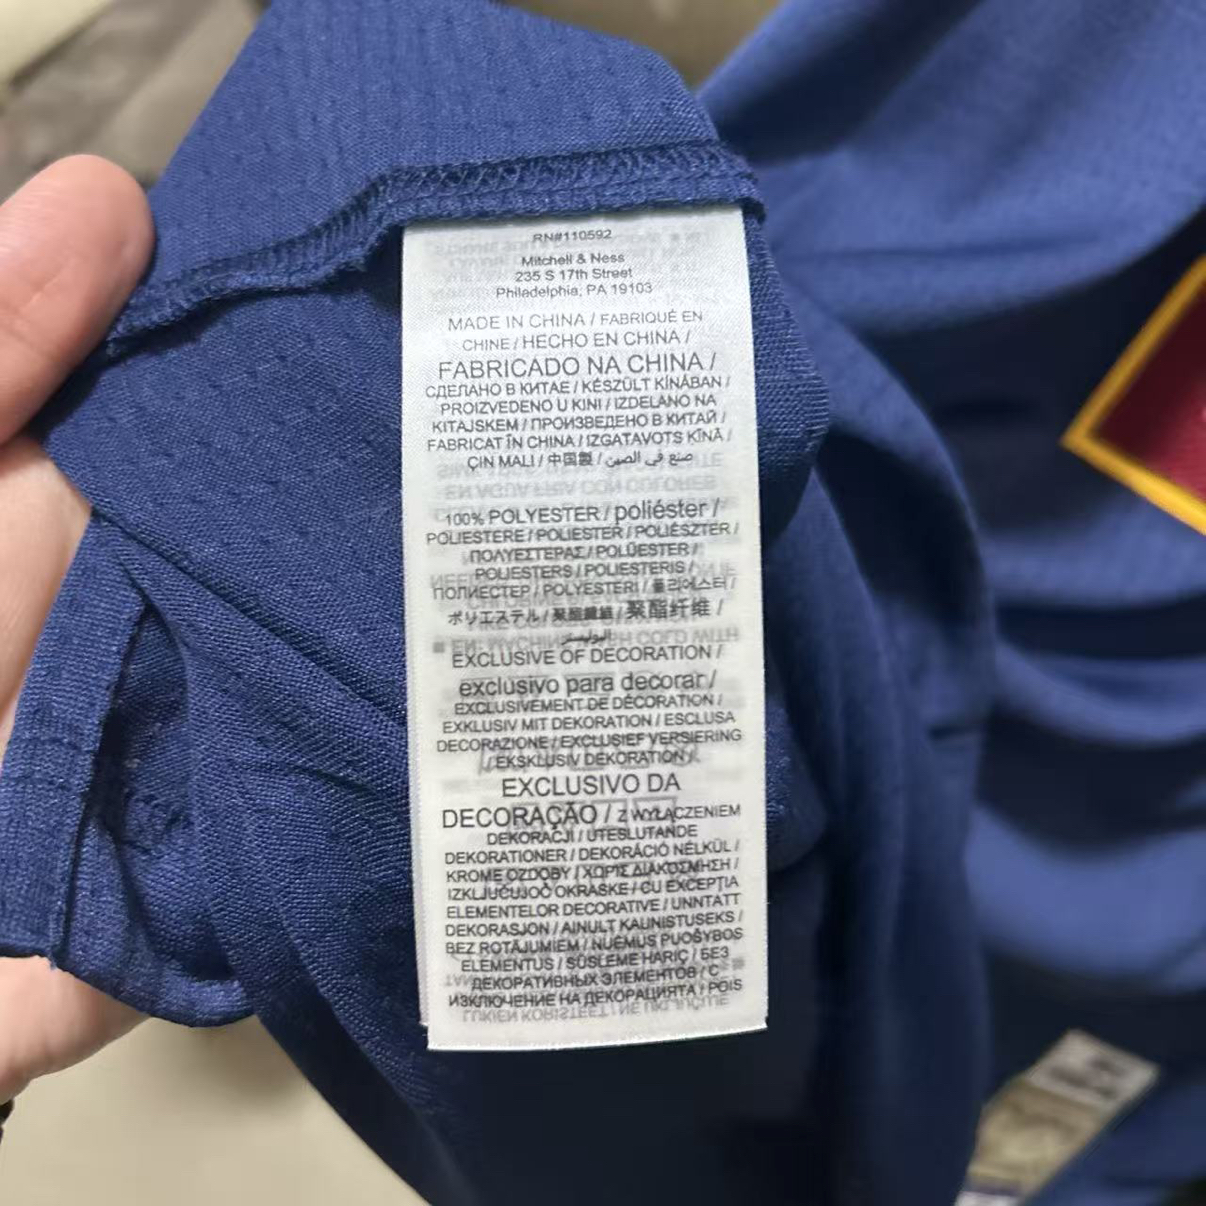 RN#110592
Mitchell & Ness
235 S 17th Street
Philadelphia, PA 19103
MADE IN CHINA / FABRIQUÉ EN
CHINE / HECHO EN CHINA /
FABRICADO NA CHINA /
СДЕЛАНО В КИТАЕ / KÉSZÜLT KÍNÁBAN /
PROIZVEDENO U KINI / IZDELANO NA
KITAJSKEM / ПРОИЗВЕДЕНО В КИТАЙ /
FABRICAT ÎN CHINA / IZGATAVOTS ĶĪNĀ /
ÇIN MALI / 中国製 / صنع في الصين
100% POLYESTER / poliéster /
POLIESTERE / POLIESTER / POLIÉSZTER /
ΠΟΛΥΕΣΤΕΡΑΣ / POLÜESTER /
POLIESTERS / POLIESTERIS /
ПОЛИЕСТЕР / POLYESTERI / 폴리에스터 /
ポリエステル / 聚酯纖維 / 聚酯纤维 /
البوليستر
EXCLUSIVE OF DECORATION /
exclusivo para decorar /
EXCLUSIVEMENT DE DÉCORATION /
EXKLUSIV MIT DEKORATION / ESCLUSA
DECORAZIONE / EXCLUSIEF VERSIERING
/ EKSKLUSIV DEKORATION /
EXCLUSIVO DA
DECORAÇÃO / Z WYŁĄCZENIEM
DEKORACJI / UTESLUTANDE
DEKORATIONER / DEKORÁCIÓ NÉLKÜL /
KROMĚ OZDOBY / ΧΩΡΙΣ ΔΙΑΚΟΣΜΗΣΗ /
IZKLJUČUJOČ OKRASKE / CU EXCEPŢIA
ELEMENTELOR DECORATIVE / UNNTATT
DEKORASJON / AINULT KAUNISTUSEKS /
BEZ ROTĀJUMIEM / NUĖMUS PUOŠYBOS
ELEMENTUS / SÜSLEME HARİÇ / БЕЗ
ДЕКОРАТИВНЫХ ЭЛЕМЕНТОВ / С
ИЗКЛЮЧЕНИЕ НА ДЕКОРАЦИЯТА / POIS